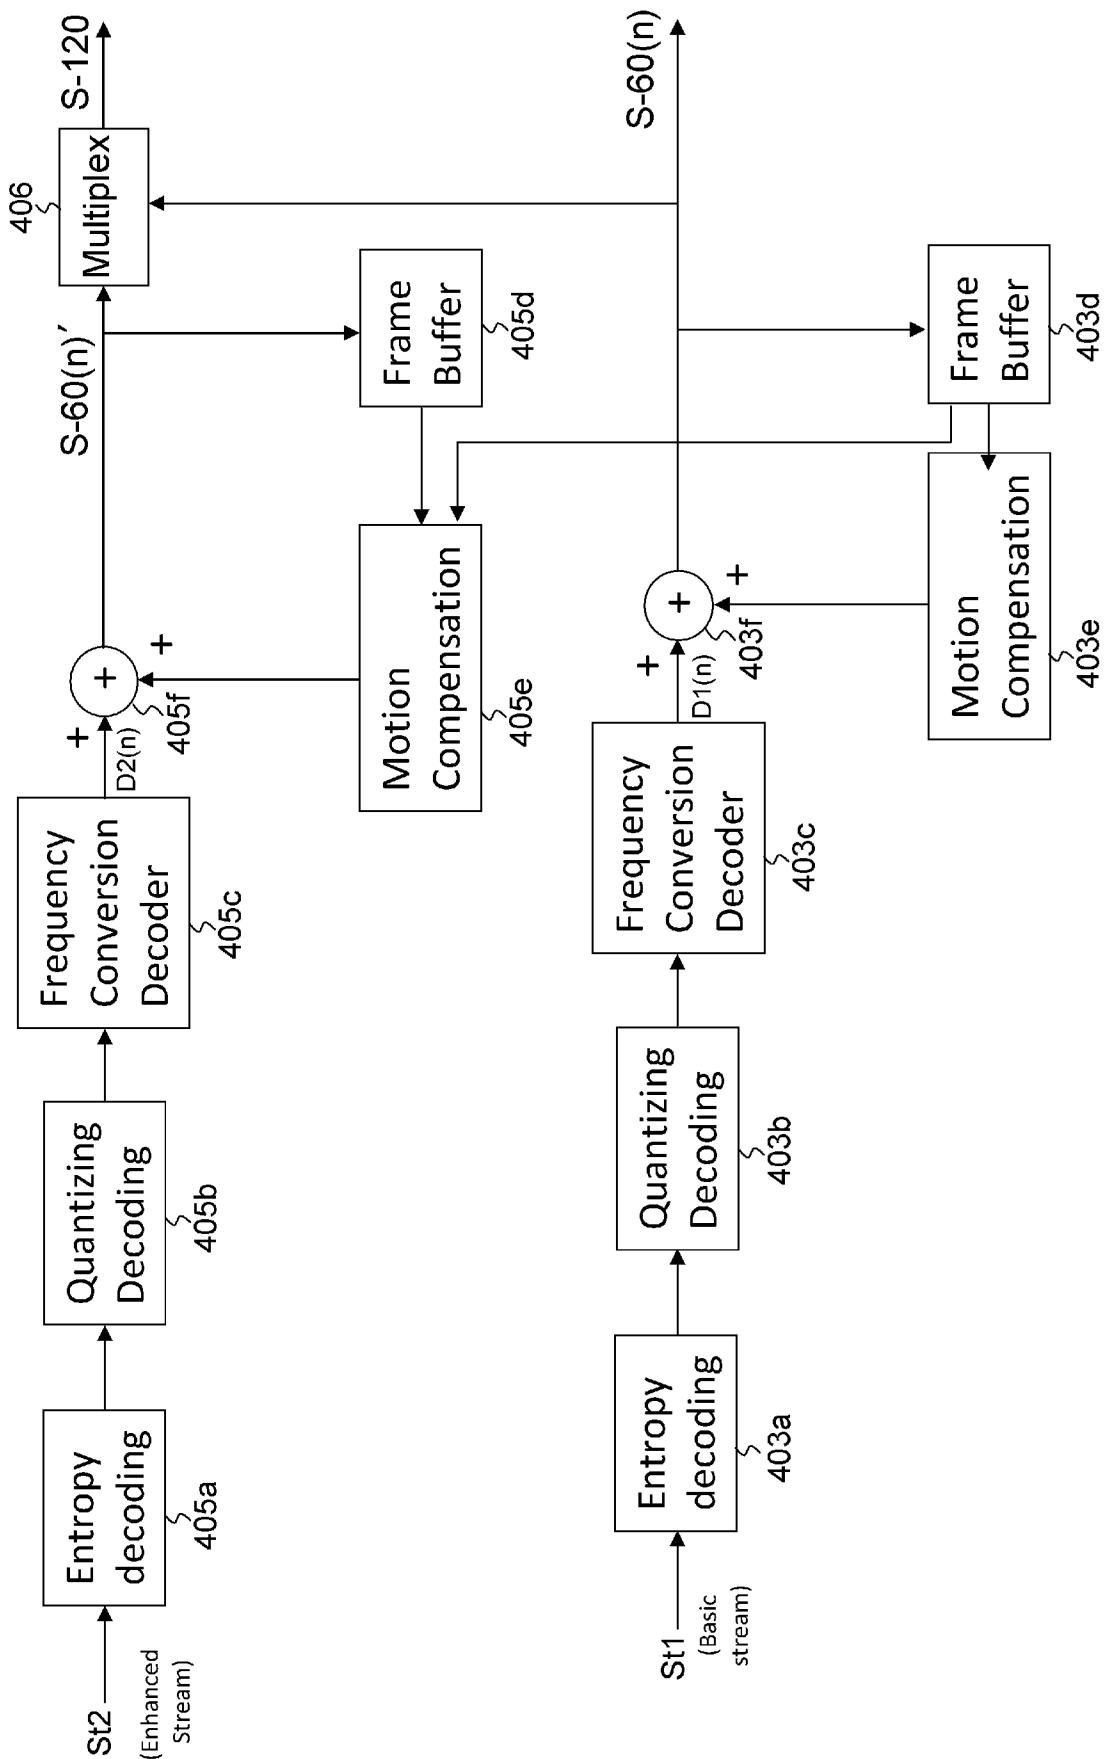 St2
(Enhanced
Stream)
Entropy
decoding
405a
Quantizing
Decoding
405b
Frequency
Conversion
Decoder
405c
D2(n)
+
+
+
405f
S-60(n)′
Multiplex
406
S-120
Motion
Compensation
405e
Frame
Buffer
405d
St1
(Basic
stream)
Entropy
decoding
403a
Quantizing
Decoding
403b
Frequency
Conversion
Decoder
403c
D1(n)
+
+
+
403f
S-60(n)
Motion
Compensation
403e
Frame
Buffer
403d